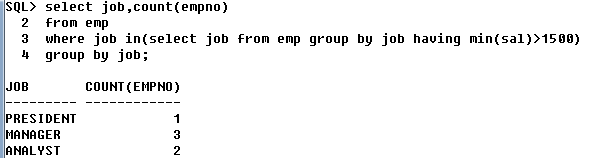 SQL> select job,count(empno)
  2  from emp
  3  where job in(select job from emp group by job having min(sal)>1500)
  4  group by job;
JOB       COUNT(EMPNO)
--------- ------------
PRESIDENT            1
MANAGER              3
ANALYST              2